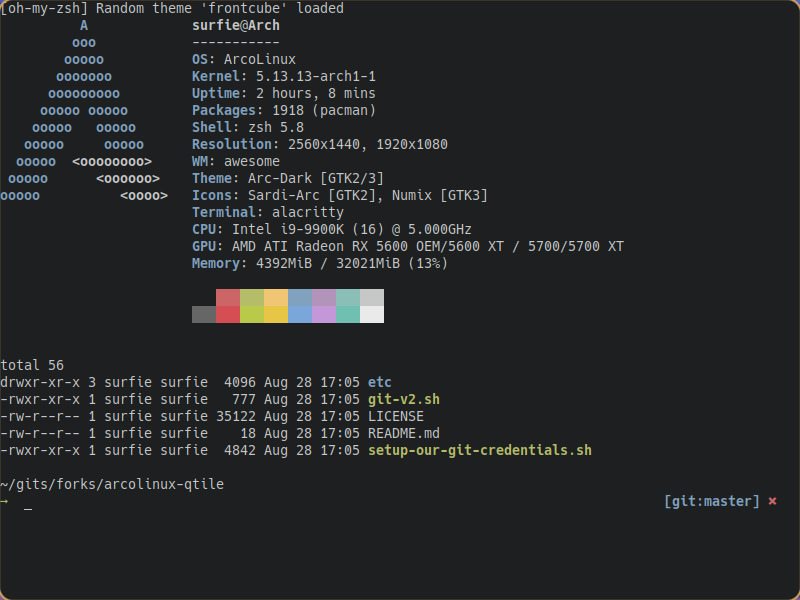 [oh-my-zsh] Random theme 'frontcube' loaded
         A             surfie@Arch
        ooo            -----------
       ooooo           OS: ArcoLinux
      ooooooo          Kernel: 5.13.13-arch1-1
      ooooooooo        Uptime: 2 hours, 8 mins
     ooooo ooooo       Packages: 1918 (pacman)
    ooooo   ooooo      Shell: zsh 5.8
   ooooo     ooooo     Resolution: 2560x1440, 1920x1080
  ooooo  <oooooooo>    WM: awesome
 ooooo      <oooooo>   Theme: Arc-Dark [GTK2/3]
ooooo          <oooo>  Icons: Sardi-Arc [GTK2], Numix [GTK3]
                       Terminal: alacritty
                       CPU: Intel i9-9900K (16) @ 5.000GHz
                       GPU: AMD ATI Radeon RX 5600 OEM/5600 XT / 5700/5700 XT
                       Memory: 4392MiB / 32021MiB (13%)
total 56
drwxr-xr-x 3 surfie surfie  4096 Aug 28 17:05 etc
-rwxr-xr-x 1 surfie surfie   777 Aug 28 17:05 git-v2.sh
-rw-r--r-- 1 surfie surfie 35122 Aug 28 17:05 LICENSE
-rw-r--r-- 1 surfie surfie    18 Aug 28 17:05 README.md
-rwxr-xr-x 1 surfie surfie  4842 Aug 28 17:05 setup-our-git-credentials.sh
~/gits/forks/arcolinux-qtile
→  _ [git:master] ✖